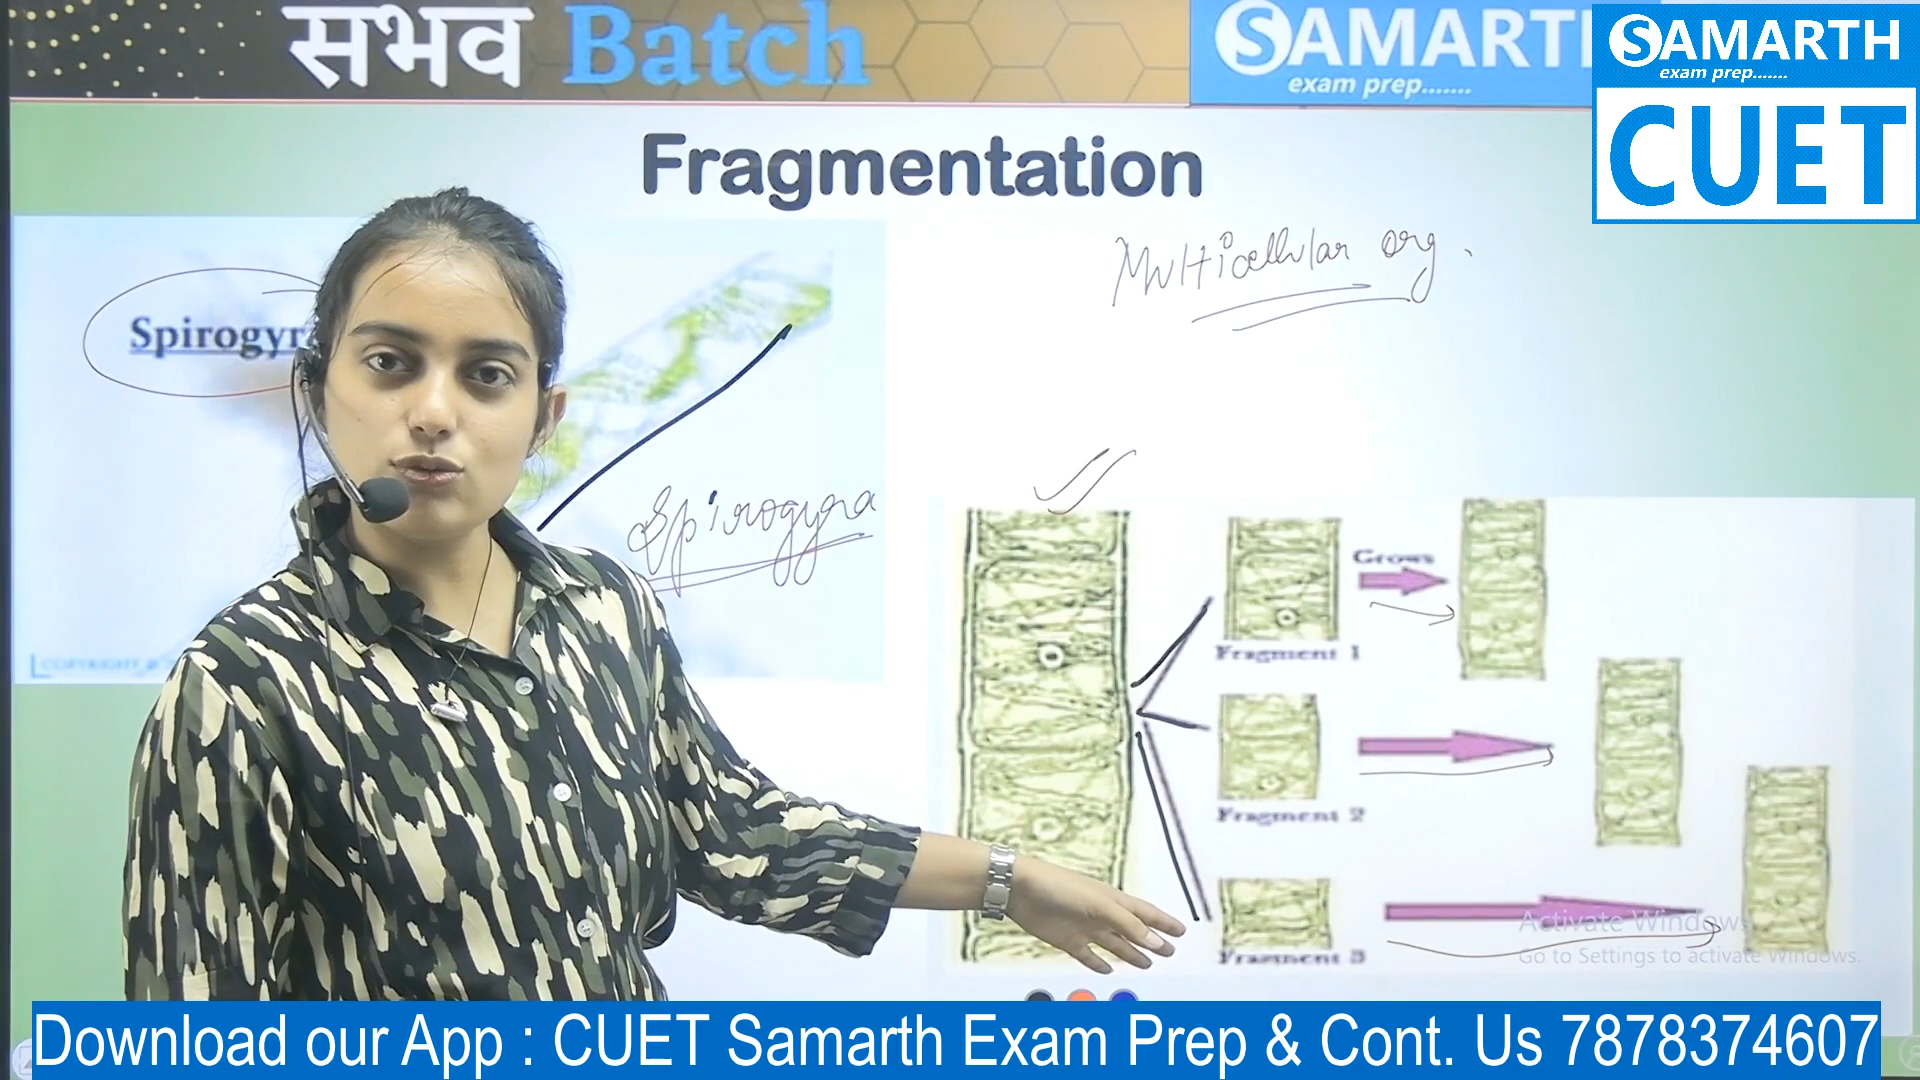 सभव Batch
SAMARTH
exam prep.......
SAMARTH
exam prep.......
CUET
Fragmentation
Multicellular org.
Spirogyra
Spirogyra
Grows
Fragment 1
Fragment 2
Fragment 3
COPYRIGHT
Activate Windows
Go to Settings to activate Windows.
Download our App : CUET Samarth Exam Prep & Cont. Us 7878374607